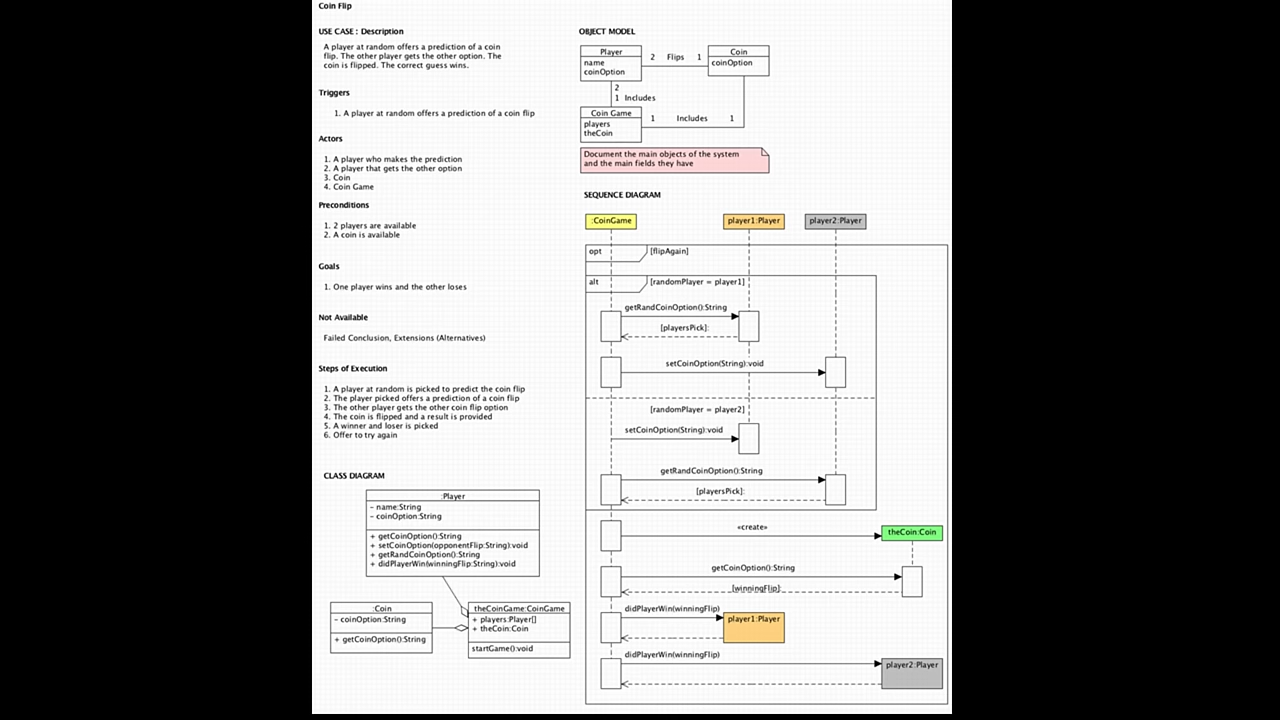 Coin Flip
USE CASE : Description
A player at random offers a prediction of a coin
flip. The other player gets the other option. The
coin is flipped. The correct guess wins.
Triggers
1. A player at random offers a prediction of a coin flip
Actors
1. A player who makes the prediction
2. A player that gets the other option
3. Coin
4. Coin Game
Preconditions
1. 2 players are available
2. A coin is available
Goals
1. One player wins and the other loses
Not Available
Failed Conclusion, Extensions (Alternatives)
Steps of Execution
1. A player at random is picked to predict the coin flip
2. The player picked offers a prediction of a coin flip
3. The other player gets the other coin flip option
4. The coin is flipped and a result is provided
5. A winner and loser is picked
6. Offer to try again
CLASS DIAGRAM
:Player
- name:String
- coinOption:String
+ getCoinOption():String
+ setCoinOption(opponentFlip:String):void
+ getRandCoinOption():String
+ didPlayerWin(winningFlip:String):void
:Coin
- coinOption:String
+ getCoinOption():String
theCoinGame:CoinGame
+ players:Player[]
+ theCoin:Coin
startGame():void
OBJECT MODEL
Player
name
coinOption
2 Flips 1
Coin
coinOption
2
1 Includes
Coin Game
players
theCoin
1 Includes 1
Document the main objects of the system
and the main fields they have
SEQUENCE DIAGRAM
:CoinGame
player1:Player
player2:Player
opt
[flipAgain]
alt
[randomPlayer = player1]
getRandCoinOption():String
[playersPick]:
setCoinOption(String):void
[randomPlayer = player2]
setCoinOption(String):void
getRandCoinOption():String
[playersPick]:
«create»
theCoin:Coin
getCoinOption():String
[winningFlip]:
didPlayerWin(winningFlip)
player1:Player
didPlayerWin(winningFlip)
player2:Player